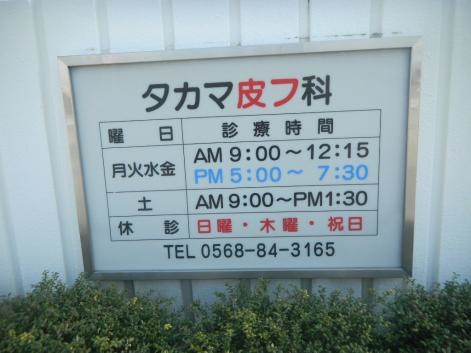 タカマ皮フ科
曜日 診療時間
月火水金 AM 9:00～12:15
PM 5:00～ 7:30
土 AM 9:00～PM1:30
休診 日曜・木曜・祝日
TEL 0568-84-3165